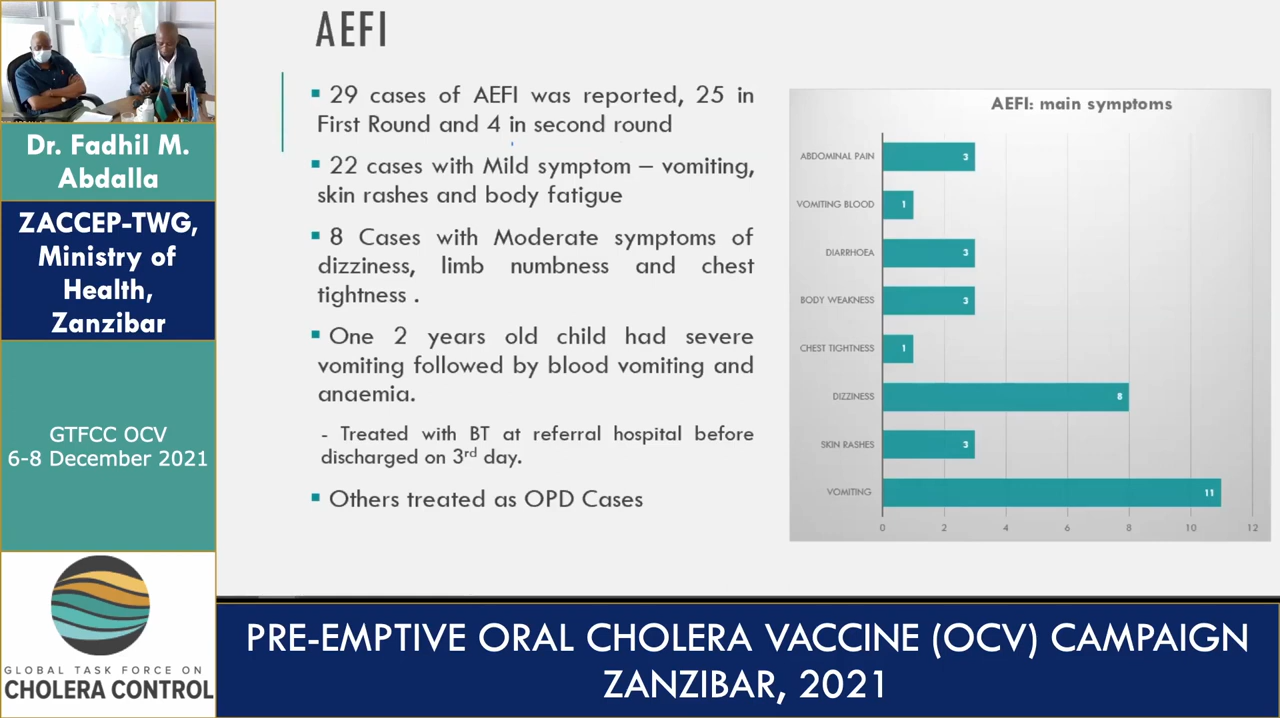 AEFI
29 cases of AEFI was reported, 25 in
First Round and 4 in second round
22 cases with Mild symptom – vomiting,
skin rashes and body fatigue
8 Cases with Moderate symptoms of
dizziness, limb numbness and chest
tightness .
One 2 years old child had severe
vomiting followed by blood vomiting and
anaemia.
- Treated with BT at referral hospital before
discharged on 3rd day.
Others treated as OPD Cases
AEFI: main symptoms
ABDOMINAL PAIN 3
VOMITING BLOOD 1
DIARRHOEA 3
BODY WEAKNESS 3
CHEST TIGHTNESS 1
DIZZINESS 8
SKIN RASHES 3
VOMITING 11
0 2 4 6 8 10 12
Dr. Fadhil M.
Abdalla
ZACCEP-TWG,
Ministry of
Health,
Zanzibar
GTFCC OCV
6-8 December 2021
GLOBAL TASK FORCE ON
CHOLERA CONTROL
PRE-EMPTIVE ORAL CHOLERA VACCINE (OCV) CAMPAIGN
ZANZIBAR, 2021